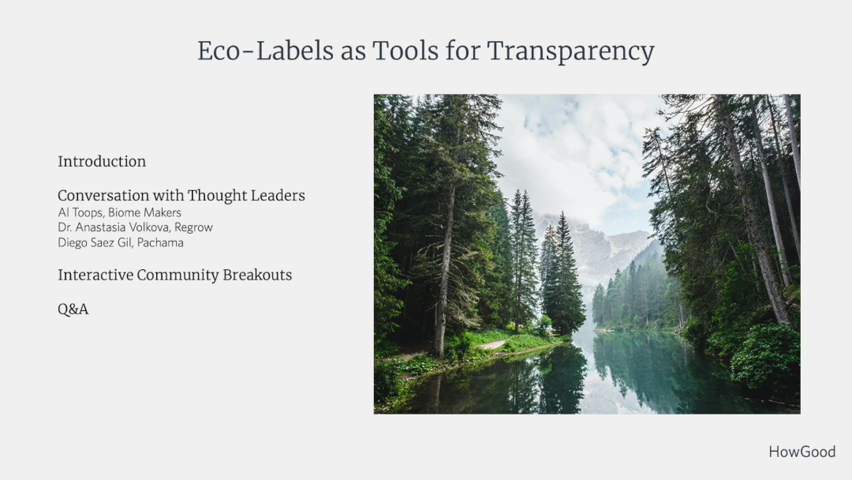 Eco-Labels as Tools for Transparency
Introduction
Conversation with Thought Leaders
Al Toops, Biome Makers
Dr. Anastasia Volkova, Regrow
Diego Saez Gil, Pachama
Interactive Community Breakouts
Q&A
HowGood